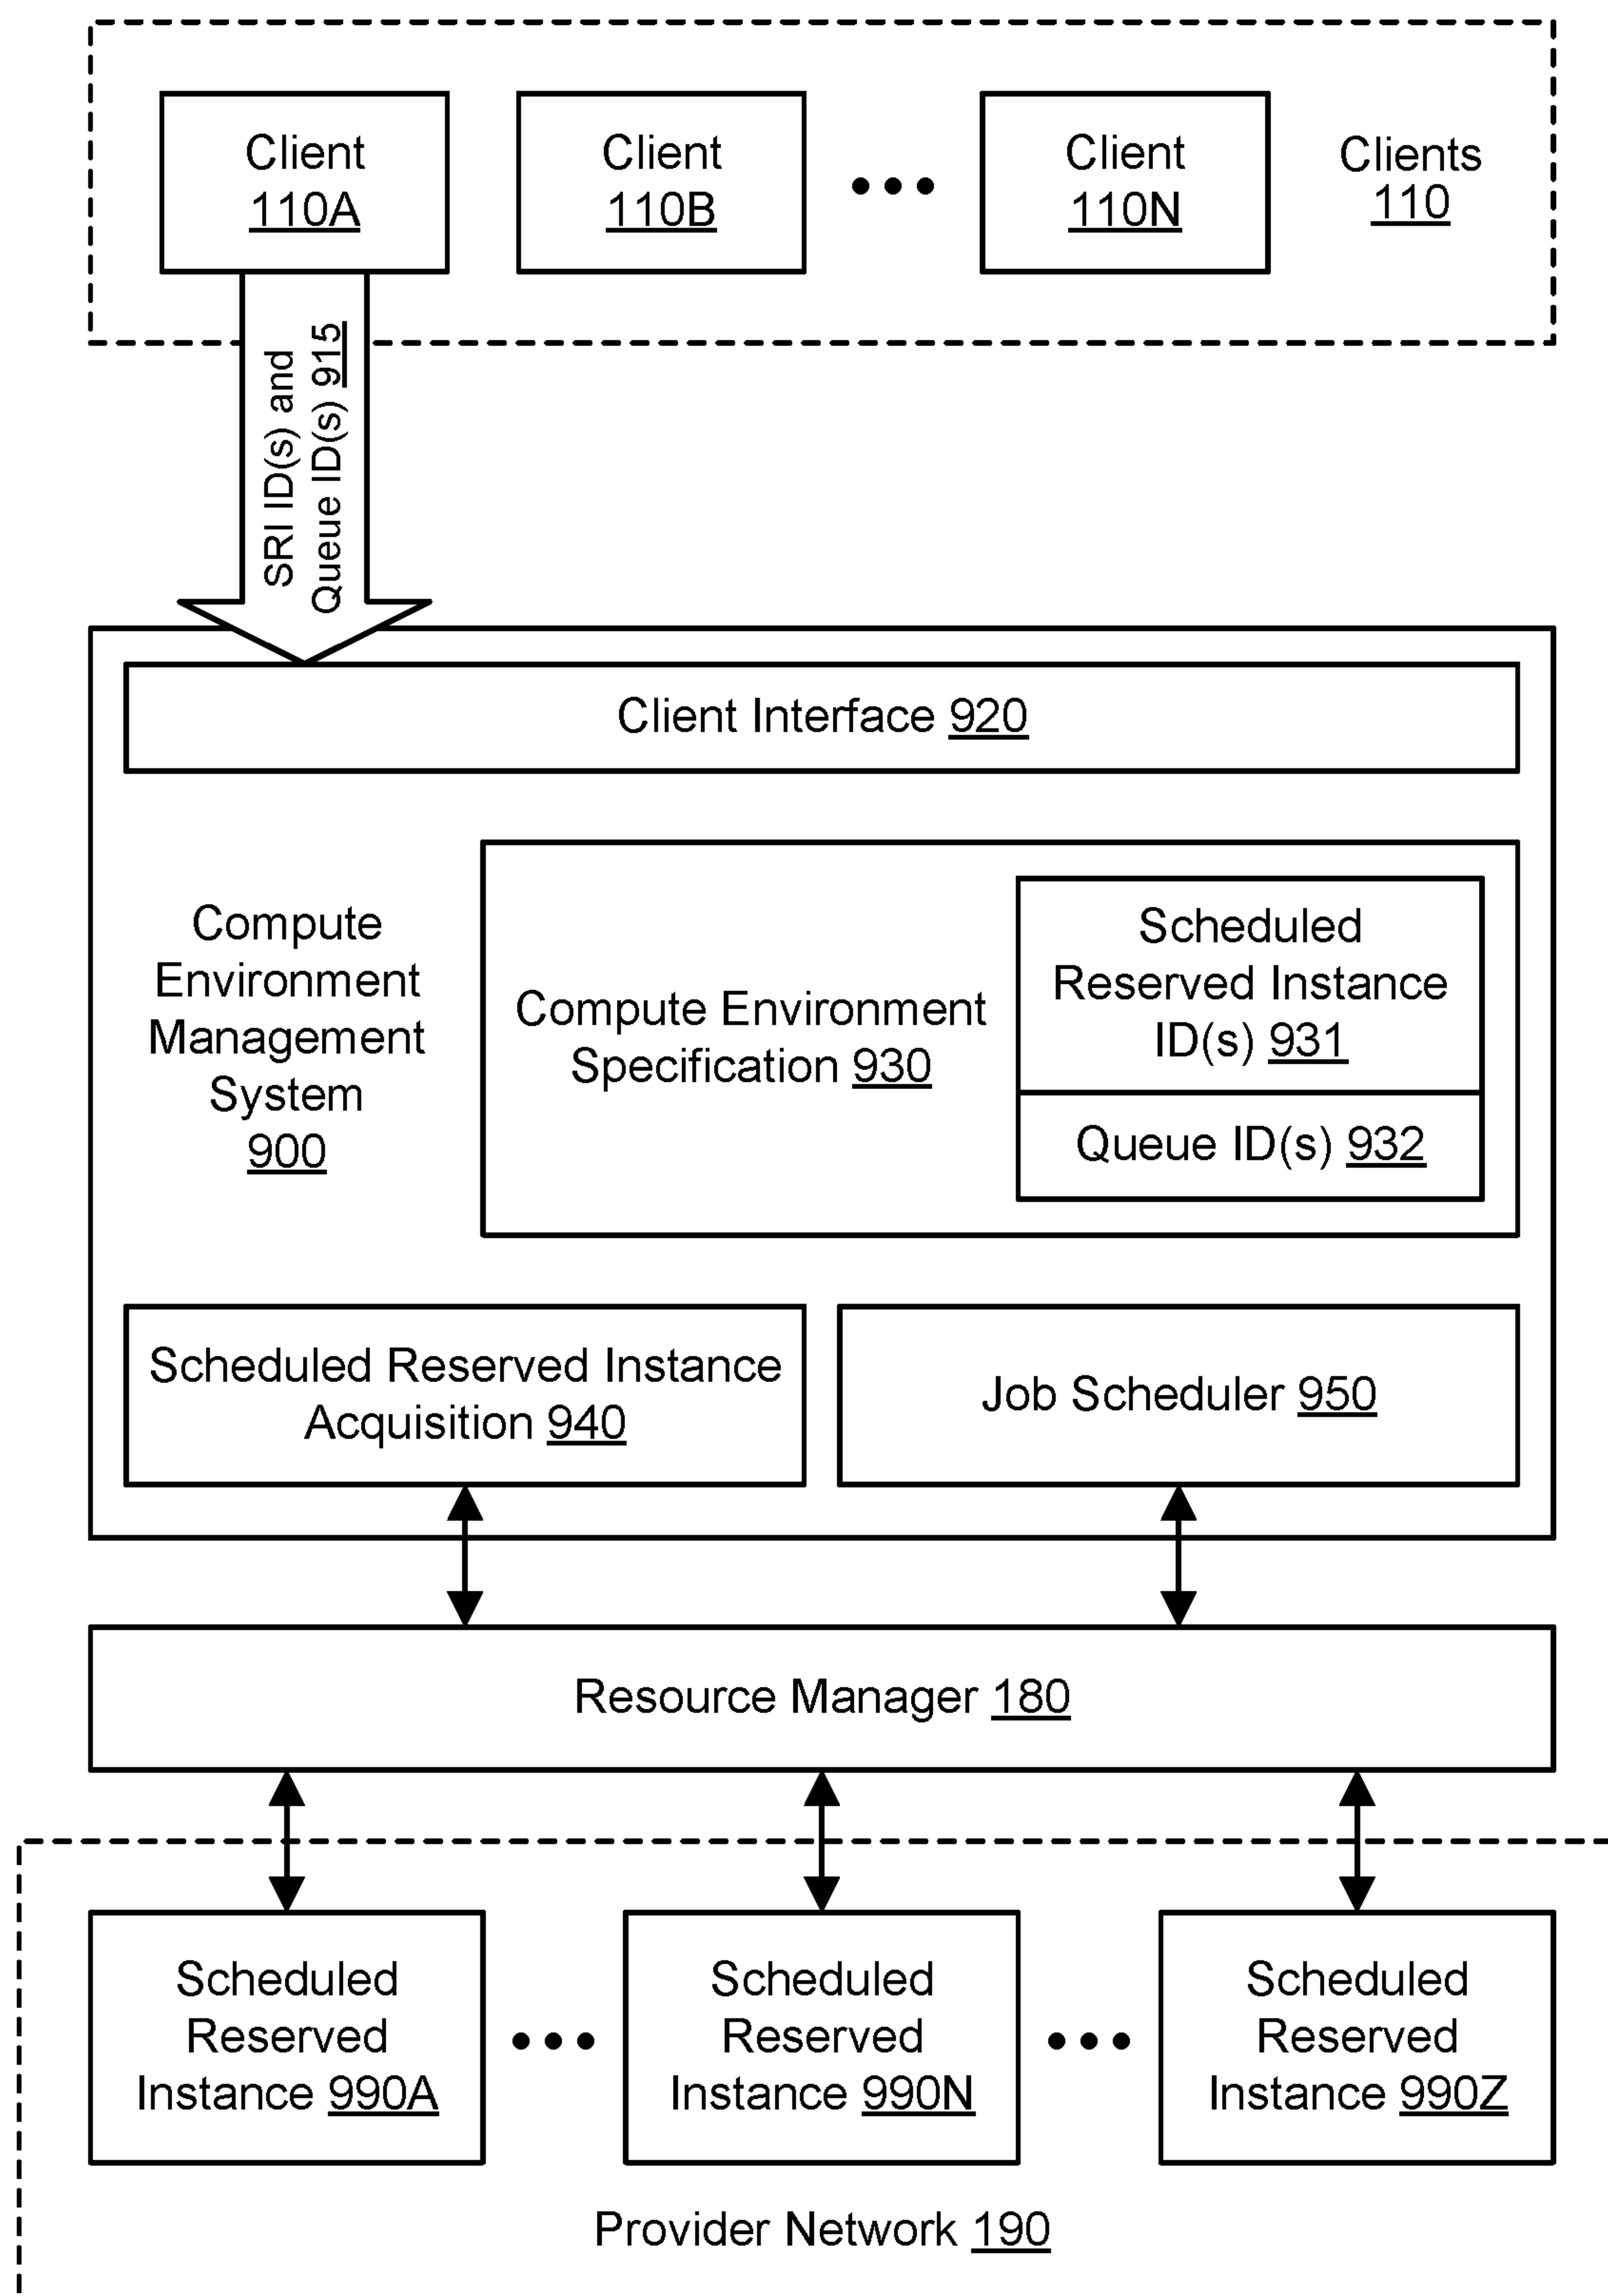 Client
110A
Client
110B
Client
110N
Clients
110
SRI ID(s) and
Queue ID(s) 915
Client Interface 920
Compute
Environment
Management
System
900
Compute Environment
Specification 930
Scheduled
Reserved Instance
ID(s) 931
Queue ID(s) 932
Scheduled Reserved Instance
Acquisition 940
Job Scheduler 950
Resource Manager 180
Scheduled
Reserved
Instance 990A
Scheduled
Reserved
Instance 990N
Scheduled
Reserved
Instance 990Z
Provider Network 190